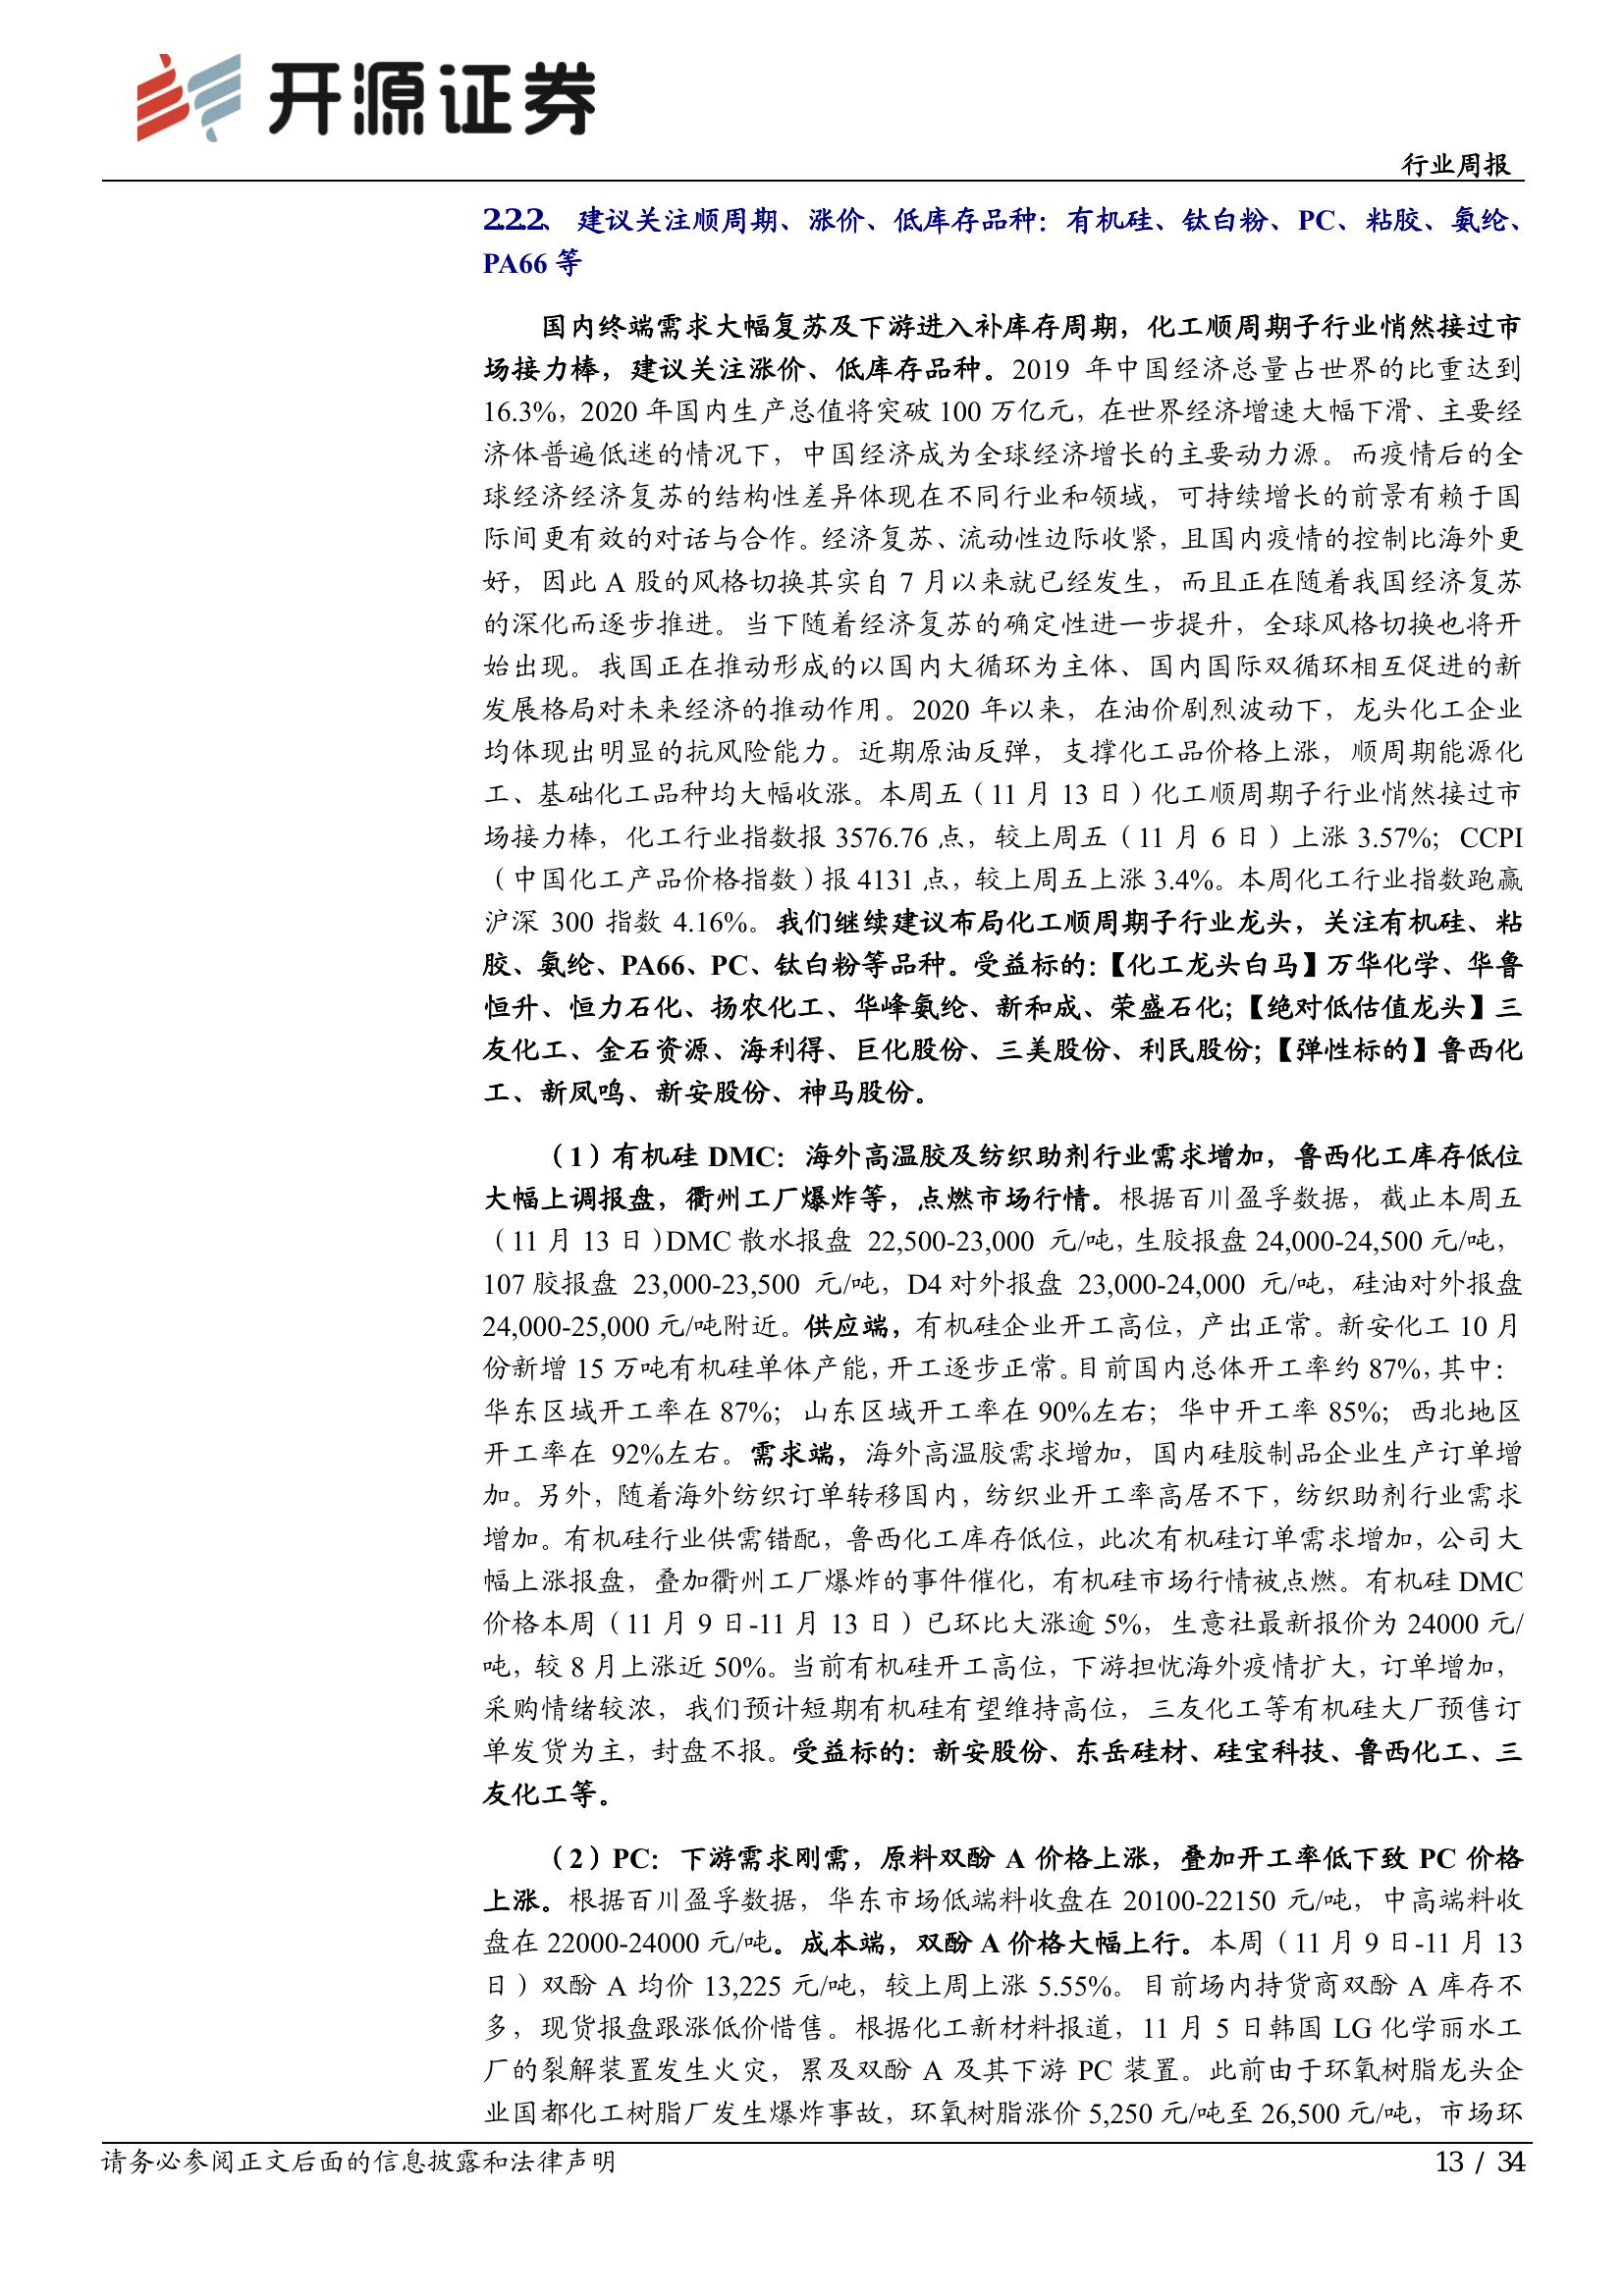 开源证券
行业周报
2.2.2、 建议关注顺周期、涨价、低库存品种：有机硅、钛白粉、PC、粘胶、氨纶、
PA66 等
国内终端需求大幅复苏及下游进入补库存周期，化工顺周期子行业悄然接过市
场接力棒，建议关注涨价、低库存品种。2019 年中国经济总量占世界的比重达到
16.3%，2020 年国内生产总值将突破 100 万亿元，在世界经济增速大幅下滑、主要经
济体普遍低迷的情况下，中国经济成为全球经济增长的主要动力源。而疫情后的全
球经济经济复苏的结构性差异体现在不同行业和领域，可持续增长的前景有赖于国
际间更有效的对话与合作。经济复苏、流动性边际收紧，且国内疫情的控制比海外更
好，因此 A 股的风格切换其实自 7 月以来就已经发生，而且正在随着我国经济复苏
的深化而逐步推进。当下随着经济复苏的确定性进一步提升，全球风格切换也将开
始出现。我国正在推动形成的以国内大循环为主体、国内国际双循环相互促进的新
发展格局对未来经济的推动作用。2020 年以来，在油价剧烈波动下，龙头化工企业
均体现出明显的抗风险能力。近期原油反弹，支撑化工品价格上涨，顺周期能源化
工、基础化工品种均大幅收涨。本周五（11 月 13 日）化工顺周期子行业悄然接过市
场接力棒，化工行业指数报 3576.76 点，较上周五（11 月 6 日）上涨 3.57%；CCPI
（中国化工产品价格指数）报 4131 点，较上周五上涨 3.4%。本周化工行业指数跑赢
沪深 300 指数 4.16%。我们继续建议布局化工顺周期子行业龙头，关注有机硅、粘
胶、氨纶、PA66、PC、钛白粉等品种。受益标的：【化工龙头白马】万华化学、华鲁
恒升、恒力石化、扬农化工、华峰氨纶、新和成、荣盛石化；【绝对低估值龙头】三
友化工、金石资源、海利得、巨化股份、三美股份、利民股份；【弹性标的】鲁西化
工、新凤鸣、新安股份、神马股份。
（1）有机硅 DMC：海外高温胶及纺织助剂行业需求增加，鲁西化工库存低位
大幅上调报盘，衢州工厂爆炸等，点燃市场行情。根据百川盈孚数据，截止本周五
（11 月 13 日）DMC 散水报盘 22,500-23,000 元/吨，生胶报盘 24,000-24,500 元/吨，
107 胶报盘 23,000-23,500 元/吨，D4 对外报盘 23,000-24,000 元/吨，硅油对外报盘
24,000-25,000 元/吨附近。供应端，有机硅企业开工高位，产出正常。新安化工 10 月
份新增 15 万吨有机硅单体产能，开工逐步正常。目前国内总体开工率约 87%，其中：
华东区域开工率在 87%；山东区域开工率在 90%左右；华中开工率 85%；西北地区
开工率在 92%左右。需求端，海外高温胶需求增加，国内硅胶制品企业生产订单增
加。另外，随着海外纺织订单转移国内，纺织业开工率高居不下，纺织助剂行业需求
增加。有机硅行业供需错配，鲁西化工库存低位，此次有机硅订单需求增加，公司大
幅上涨报盘，叠加衢州工厂爆炸的事件催化，有机硅市场行情被点燃。有机硅 DMC
价格本周（11 月 9 日-11 月 13 日）已环比大涨逾 5%，生意社最新报价为 24000 元/
吨，较 8 月上涨近 50%。当前有机硅开工高位，下游担忧海外疫情扩大，订单增加，
采购情绪较浓，我们预计短期有机硅有望维持高位，三友化工等有机硅大厂预售订
单发货为主，封盘不报。受益标的：新安股份、东岳硅材、硅宝科技、鲁西化工、三
友化工等。
（2）PC：下游需求刚需，原料双酚 A 价格上涨，叠加开工率低下致 PC 价格
上涨。根据百川盈孚数据，华东市场低端料收盘在 20100-22150 元/吨，中高端料收
盘在 22000-24000 元/吨。成本端，双酚 A 价格大幅上行。本周（11 月 9 日-11 月 13
日）双酚 A 均价 13,225 元/吨，较上周上涨 5.55%。目前场内持货商双酚 A 库存不
多，现货报盘跟涨低价惜售。根据化工新材料报道，11 月 5 日韩国 LG 化学丽水工
厂的裂解装置发生火灾，累及双酚 A 及其下游 PC 装置。此前由于环氧树脂龙头企
业国都化工树脂厂发生爆炸事故，环氧树脂涨价 5,250 元/吨至 26,500 元/吨，市场环
请务必参阅正文后面的信息披露和法律声明
13 / 34